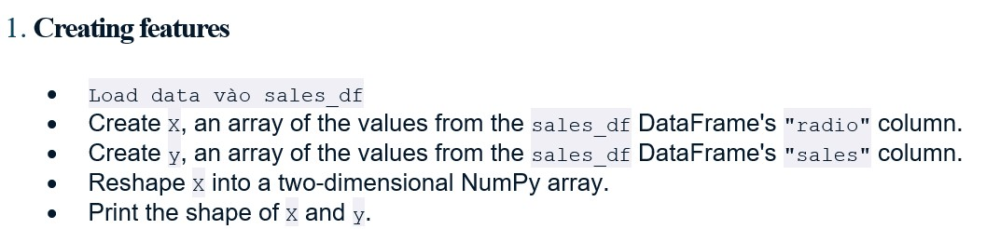 1. Creating features
• Load data vào sales_df
• Create X, an array of the values from the sales_df DataFrame's "radio" column.
• Create y, an array of the values from the sales_df DataFrame's "sales" column.
• Reshape X into a two-dimensional NumPy array.
• Print the shape of X and y.